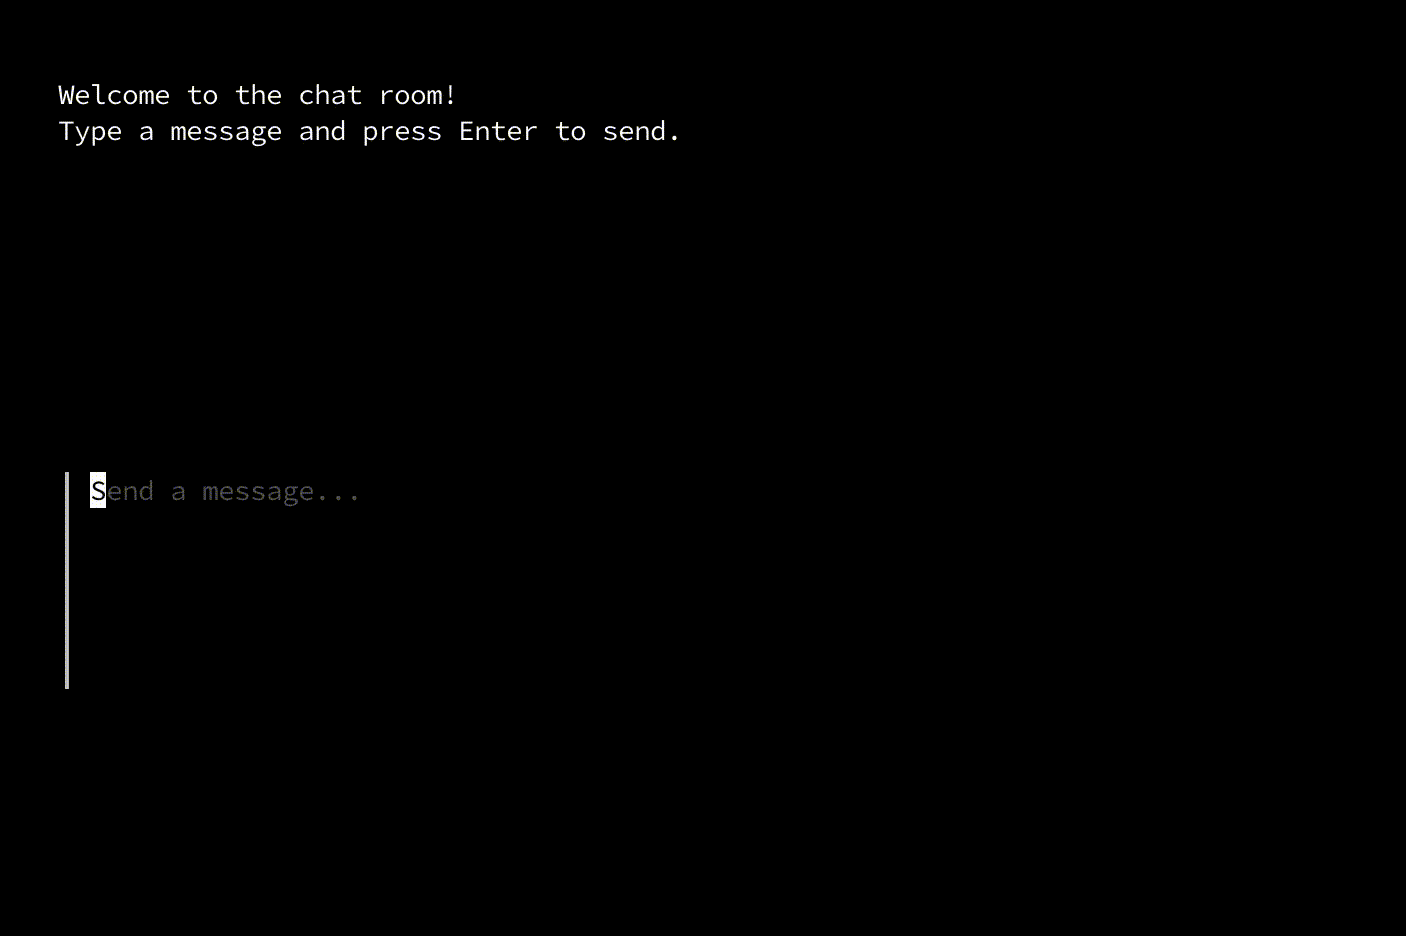 Welcome to the chat room!
Type a message and press Enter to send.
Send a message...